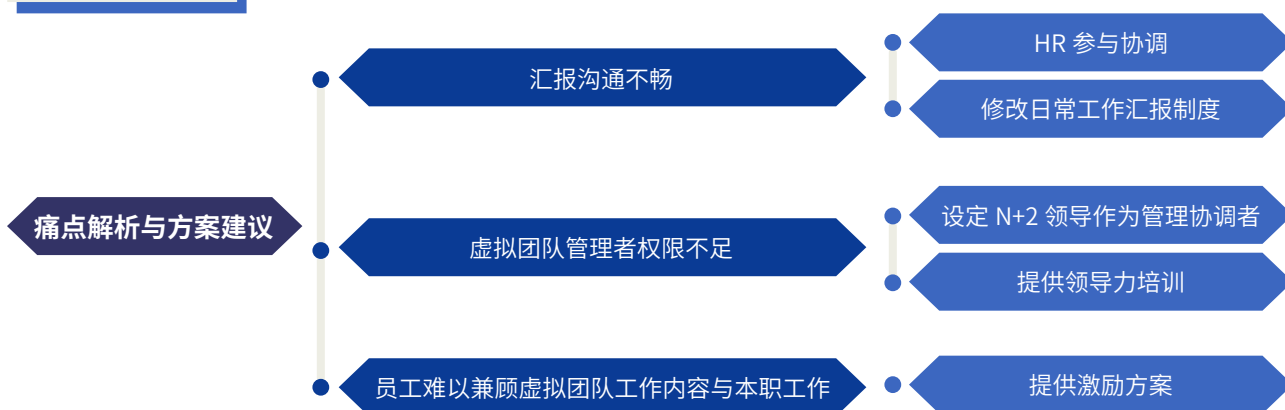 痛点解析与方案建议
汇报沟通不畅
HR 参与协调
修改日常工作汇报制度
虚拟团队管理者权限不足
设定 N+2 领导作为管理协调者
提供领导力培训
员工难以兼顾虚拟团队工作内容与本职工作
提供激励方案